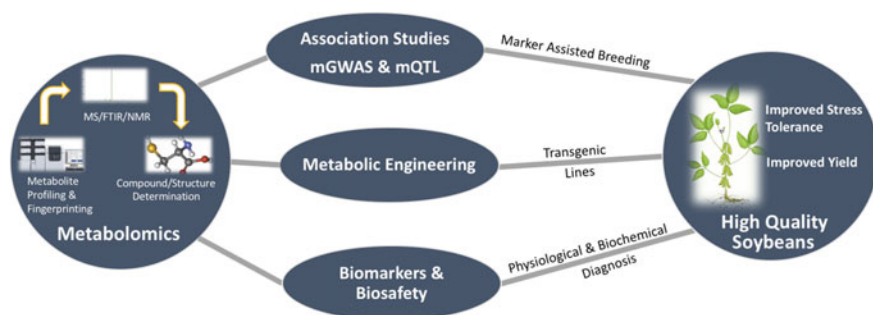 MS/FTIR/NMR
Metabolite
Profiling &
Fingerprinting
Compound/Structure
Determination
Metabolomics
Association Studies
mGWAS & mQTL
Metabolic Engineering
Biomarkers &
Biosafety
Marker Assisted Breeding
Transgenic
Lines
Physiological & Biochemical
Diagnosis
Improved Stress
Tolerance
Improved Yield
High Quality
Soybeans